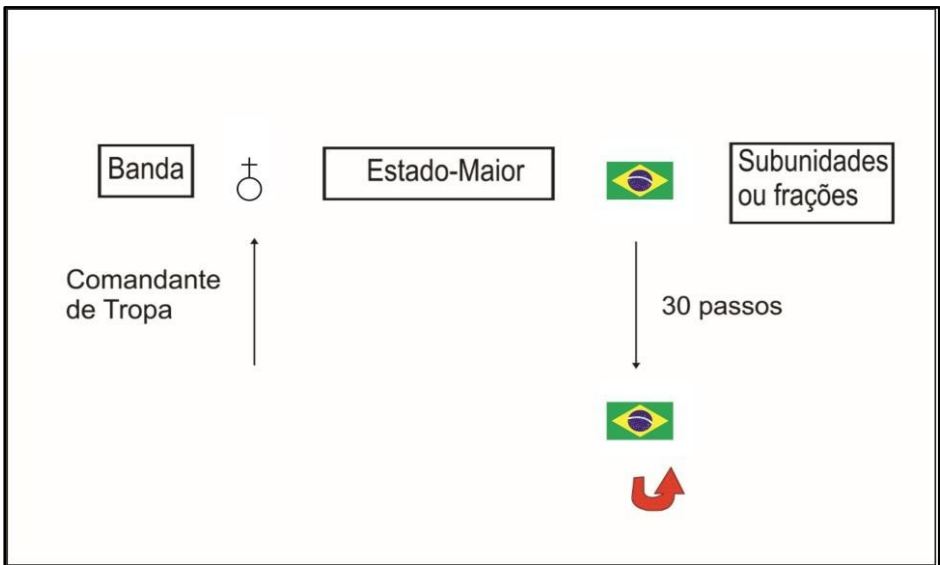 Banda
Estado-Maior
Subunidades
ou frações
Comandante
de Tropa
30 passos